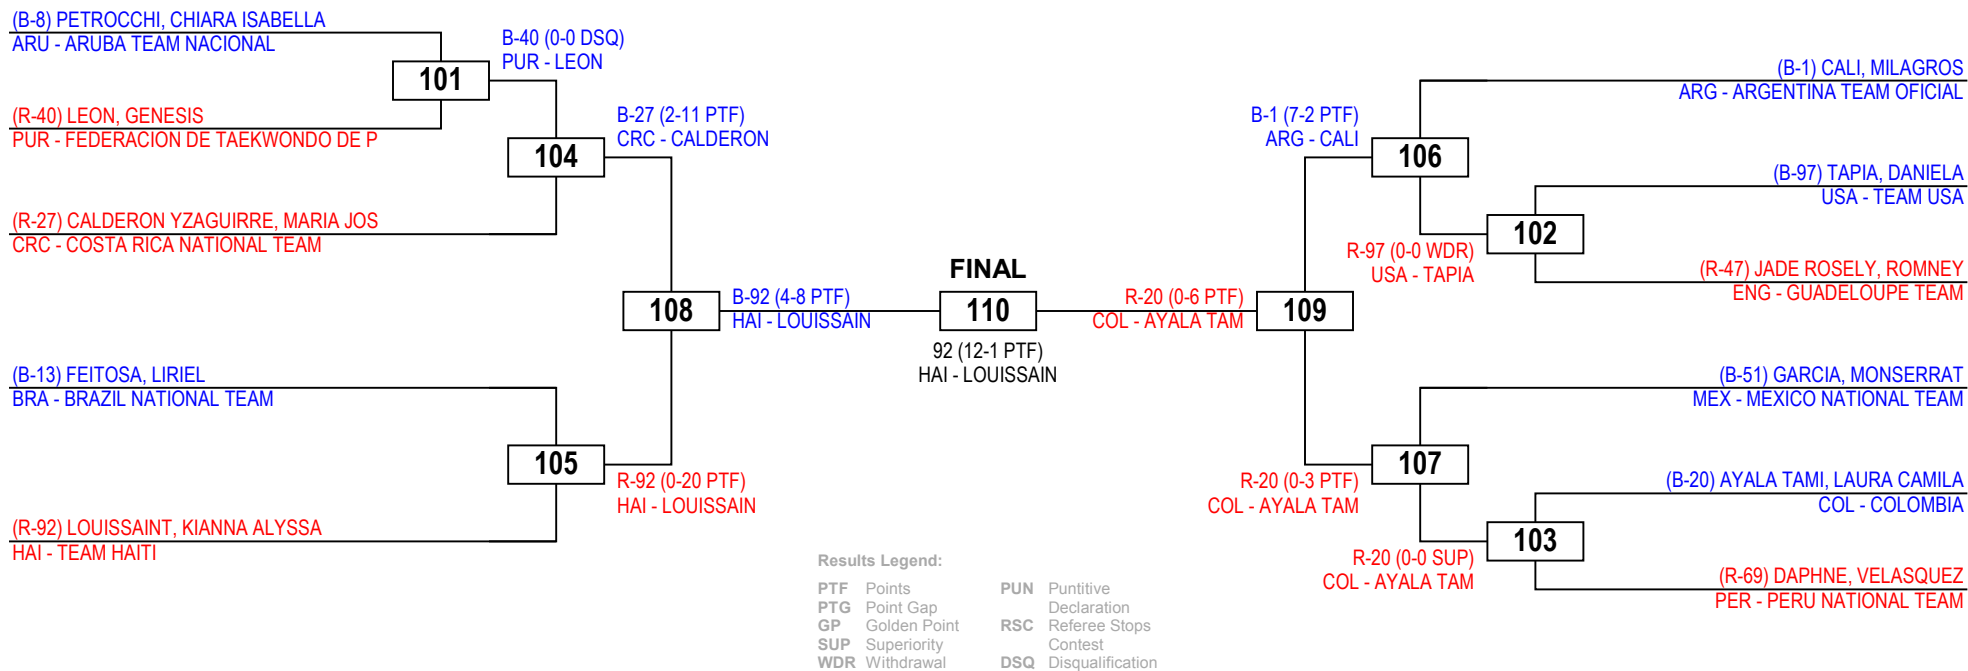 (B-8) PETROCCHI, CHIARA ISABELLA
ARU - ARUBA TEAM NACIONAL
101
(R-40) LEON, GENESIS
PUR - FEDERACION DE TAEKWONDO DE P
B-40 (0-0 DSQ)
PUR - LEON
104
(R-27) CALDERON YZAGUIRRE, MARIA JOS
CRC - COSTA RICA NATIONAL TEAM
B-27 (2-11 PTF)
CRC - CALDERON
108
(B-13) FEITOSA, LIRIEL
BRA - BRAZIL NATIONAL TEAM
105
(R-92) LOUISSAINT, KIANNA ALYSSA
HAI - TEAM HAITI
R-92 (0-20 PTF)
HAI - LOUISSAIN
B-92 (4-8 PTF)
HAI - LOUISSAIN
FINAL
110
92 (12-1 PTF)
HAI - LOUISSAIN
R-20 (0-6 PTF)
COL - AYALA TAM
109
B-1 (7-2 PTF)
ARG - CALI
106
(B-1) CALI, MILAGROS
ARG - ARGENTINA TEAM OFICIAL
(B-97) TAPIA, DANIELA
USA - TEAM USA
102
R-97 (0-0 WDR)
USA - TAPIA
(R-47) JADE ROSELY, ROMNEY
ENG - GUADELOUPE TEAM
(B-51) GARCIA, MONSERRAT
MEX - MEXICO NATIONAL TEAM
107
R-20 (0-3 PTF)
COL - AYALA TAM
(B-20) AYALA TAMI, LAURA CAMILA
COL - COLOMBIA
103
R-20 (0-0 SUP)
COL - AYALA TAM
(R-69) DAPHNE, VELASQUEZ
PER - PERU NATIONAL TEAM
Results Legend:
PTF Points
PTG Point Gap
GP Golden Point
SUP Superiority
WDR Withdrawal
PUN Puntitive
Declaration
RSC Referee Stops
Contest
DSQ Disqualification